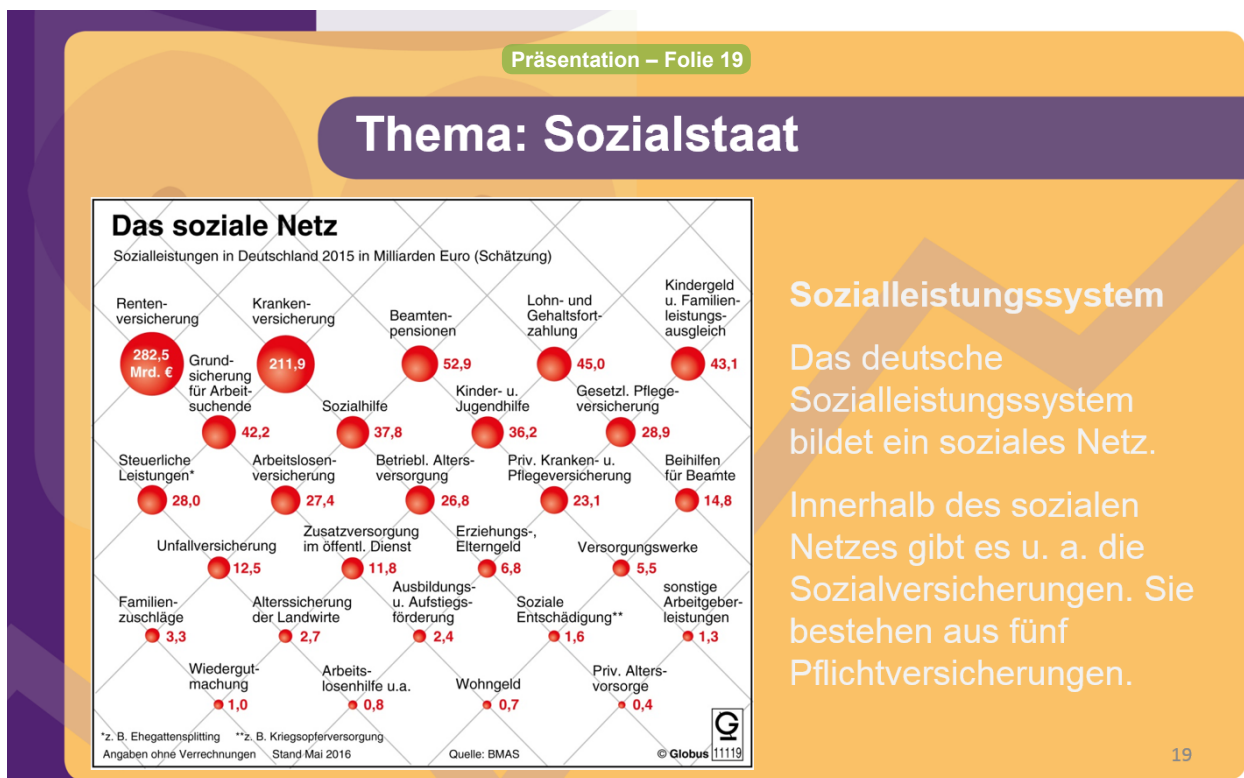 Präsentation – Folie 19
Thema: Sozialstaat
Das soziale Netz
Sozialleistungen in Deutschland 2015 in Milliarden Euro (Schätzung)
Renten-
versicherung
282,5
Mrd. €
Kranken-
versicherung
211,9
Beamten-
pensionen
52,9
Lohn- und
Gehaltsfort-
zahlung
45,0
Kindergeld
u. Familien-
leistungs-
ausgleich
43,1
Grund-
sicherung
für Arbeit-
suchende
42,2
Sozialhilfe
37,8
Kinder- u.
Jugendhilfe
36,2
Gesetzl. Pflege-
versicherung
28,9
Steuerliche
Leistungen*
28,0
Arbeitslosen-
versicherung
27,4
Betriebl. Alters-
versorgung
26,8
Priv. Kranken- u.
Pflegeversicherung
23,1
Beihilfen
für Beamte
14,8
Unfallversicherung
12,5
Zusatzversorgung
im öffentl. Dienst
11,8
Erziehungs-,
Elterngeld
6,8
Versorgungswerke
5,5
Familien-
zuschläge
3,3
Alterssicherung
der Landwirte
2,7
Ausbildungs-
u. Aufstiegs-
förderung
2,4
Soziale
Entschädigung**
1,6
sonstige
Arbeitgeber-
leistungen
1,3
Wiedergut-
machung
1,0
Arbeits-
losenhilfe u.a.
0,8
Wohngeld
0,7
Priv. Alters-
vorsorge
0,4
*z. B. Ehegattensplitting **z. B. Kriegsopferversorgung
Angaben ohne Verrechnungen Stand Mai 2016 Quelle: BMAS © Globus 11119
Sozialleistungssystem
Das deutsche
Sozialleistungssystem
bildet ein soziales Netz.
Innerhalb des sozialen
Netzes gibt es u. a. die
Sozialversicherungen. Sie
bestehen aus fünf
Pflichtversicherungen.
19